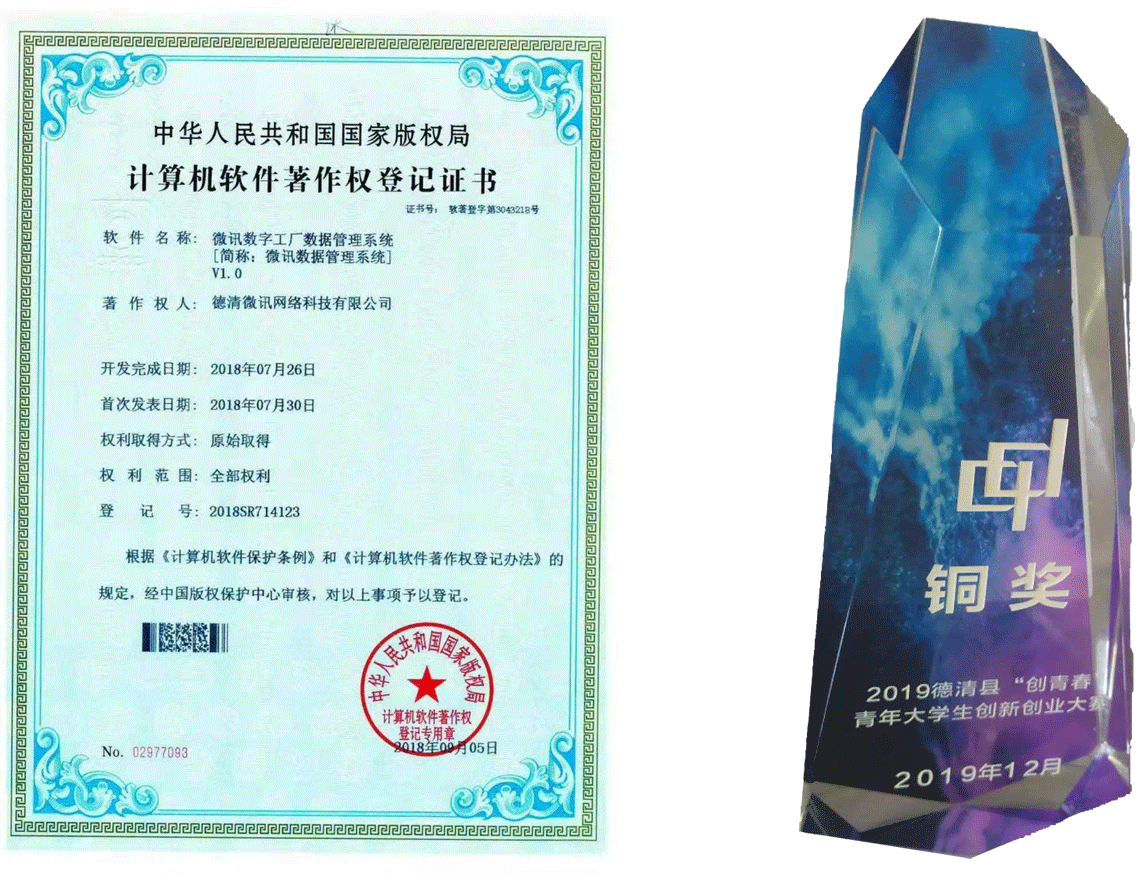 中华人民共和国国家版权局
计算机软件著作权登记证书
证书号： 软著登字第3043218号
软件名称： 微讯数字工厂数据管理系统
[简称：微讯数据管理系统]
V1.0
著作权人： 德清微讯网络科技有限公司
开发完成日期： 2018年07月26日
首次发表日期： 2018年07月30日
权利取得方式： 原始取得
权利范围： 全部权利
登记号： 2018SR714123
根据《计算机软件保护条例》和《计算机软件著作权登记办法》的
规定，经中国版权保护中心审核，对以上事项予以登记。
中华人民共和国国家版权局
计算机软件著作权
登记专用章
2018年09月05日
No. 02977093
铜奖
2019德清县“创青春”
青年大学生创新创业大赛
2019年12月